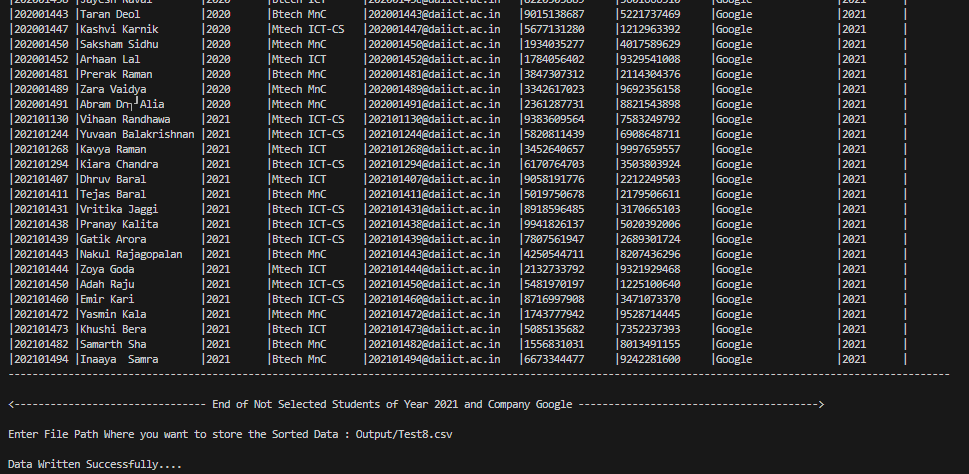 |202001443 |Taran Deol |2020 |Btech MnC |202001443@daiict.ac.in |9015138687 |5221737469 |Google |2021 |
|202001447 |Kashvi Karnik |2020 |Mtech ICT-CS |202001447@daiict.ac.in |5677131280 |1212963392 |Google |2021 |
|202001450 |Saksham Sidhu |2020 |Mtech MnC |202001450@daiict.ac.in |1934035277 |4017589629 |Google |2021 |
|202001452 |Arhaan Lal |2020 |Mtech ICT |202001452@daiict.ac.in |1784056402 |9329541008 |Google |2021 |
|202001481 |Prerak Raman |2020 |Btech MnC |202001481@daiict.ac.in |3847307312 |2114304376 |Google |2021 |
|202001489 |Zara Vaidya |2020 |Mtech MnC |202001489@daiict.ac.in |3342617023 |9692356158 |Google |2021 |
|202001491 |Abram Alia |2020 |Mtech MnC |202001491@daiict.ac.in |2361287731 |8821543898 |Google |2021 |
|202101130 |Vihaan Randhawa |2021 |Mtech ICT-CS |202101130@daiict.ac.in |9383609564 |7583249792 |Google |2021 |
|202101244 |Yuvaan Balakrishnan |2021 |Mtech ICT-CS |202101244@daiict.ac.in |5820811439 |6908648711 |Google |2021 |
|202101268 |Kavya Raman |2021 |Mtech ICT |202101268@daiict.ac.in |3452640657 |9997659557 |Google |2021 |
|202101294 |Kiara Chandra |2021 |Btech ICT-CS |202101294@daiict.ac.in |6170764703 |3503803924 |Google |2021 |
|202101407 |Dhruv Baral |2021 |Mtech ICT |202101407@daiict.ac.in |9058191776 |2212249503 |Google |2021 |
|202101411 |Tejas Baral |2021 |Btech MnC |202101411@daiict.ac.in |5019750678 |2179506611 |Google |2021 |
|202101431 |Vritika Jaggi |2021 |Btech ICT-CS |202101431@daiict.ac.in |8918596485 |3170665103 |Google |2021 |
|202101438 |Pranay Kalita |2021 |Btech ICT-CS |202101438@daiict.ac.in |9941826137 |5020392006 |Google |2021 |
|202101439 |Gatik Arora |2021 |Btech ICT-CS |202101439@daiict.ac.in |7807561947 |2689301724 |Google |2021 |
|202101443 |Nakul Rajagopalan |2021 |Btech MnC |202101443@daiict.ac.in |4250544711 |8207436296 |Google |2021 |
|202101444 |Zoya Goda |2021 |Mtech ICT |202101444@daiict.ac.in |2132733792 |9321929468 |Google |2021 |
|202101450 |Adah Raju |2021 |Mtech ICT-CS |202101450@daiict.ac.in |5481970197 |1225100640 |Google |2021 |
|202101460 |Emir Kari |2021 |Btech ICT-CS |202101460@daiict.ac.in |8716997908 |3471073370 |Google |2021 |
|202101472 |Yasmin Kala |2021 |Mtech MnC |202101472@daiict.ac.in |1743777942 |9528714445 |Google |2021 |
|202101473 |Khushi Bera |2021 |Btech ICT |202101473@daiict.ac.in |5085135682 |7352237393 |Google |2021 |
|202101482 |Samarth Sha |2021 |Btech MnC |202101482@daiict.ac.in |1556831031 |8013491155 |Google |2021 |
|202101494 |Inaaya Samra |2021 |Btech MnC |202101494@daiict.ac.in |6673344477 |9242281600 |Google |2021 |
<-------------------------------- End of Not Selected Students of Year 2021 and Company Google ---------------------------------------->
Enter File Path Where you want to store the Sorted Data : Output/Test8.csv
Data Written Successfully....